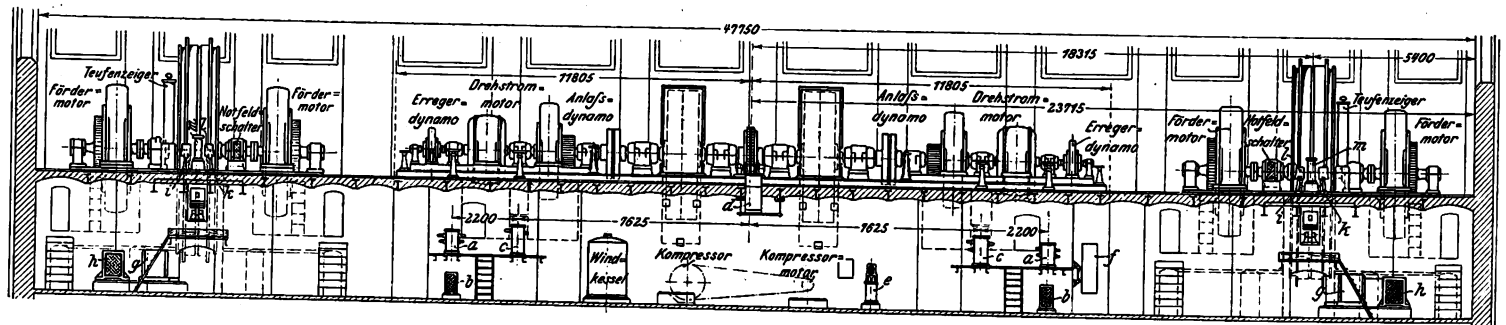 47750
18315
5400
11805
11805
23715
Teufenzeiger
Förder=
motor
Notfeld=
schalter
Förder=
motor
Erreger=
dynamo
Drehstrom=
motor
Anlaſs=
dynamo
Anlaſs=
dynamo
Drehstrom=
motor
Erreger=
dynamo
Förder=
motor
Notfeld=
schalter
l
m
Teufenzeiger
Förder=
motor
i
k
d
i
k
2200
7625
7625
2200
a
c
Wind=
kessel
Kompressor
Kompressor=
motor
e
c
a
f
h
g
b
b
g
h